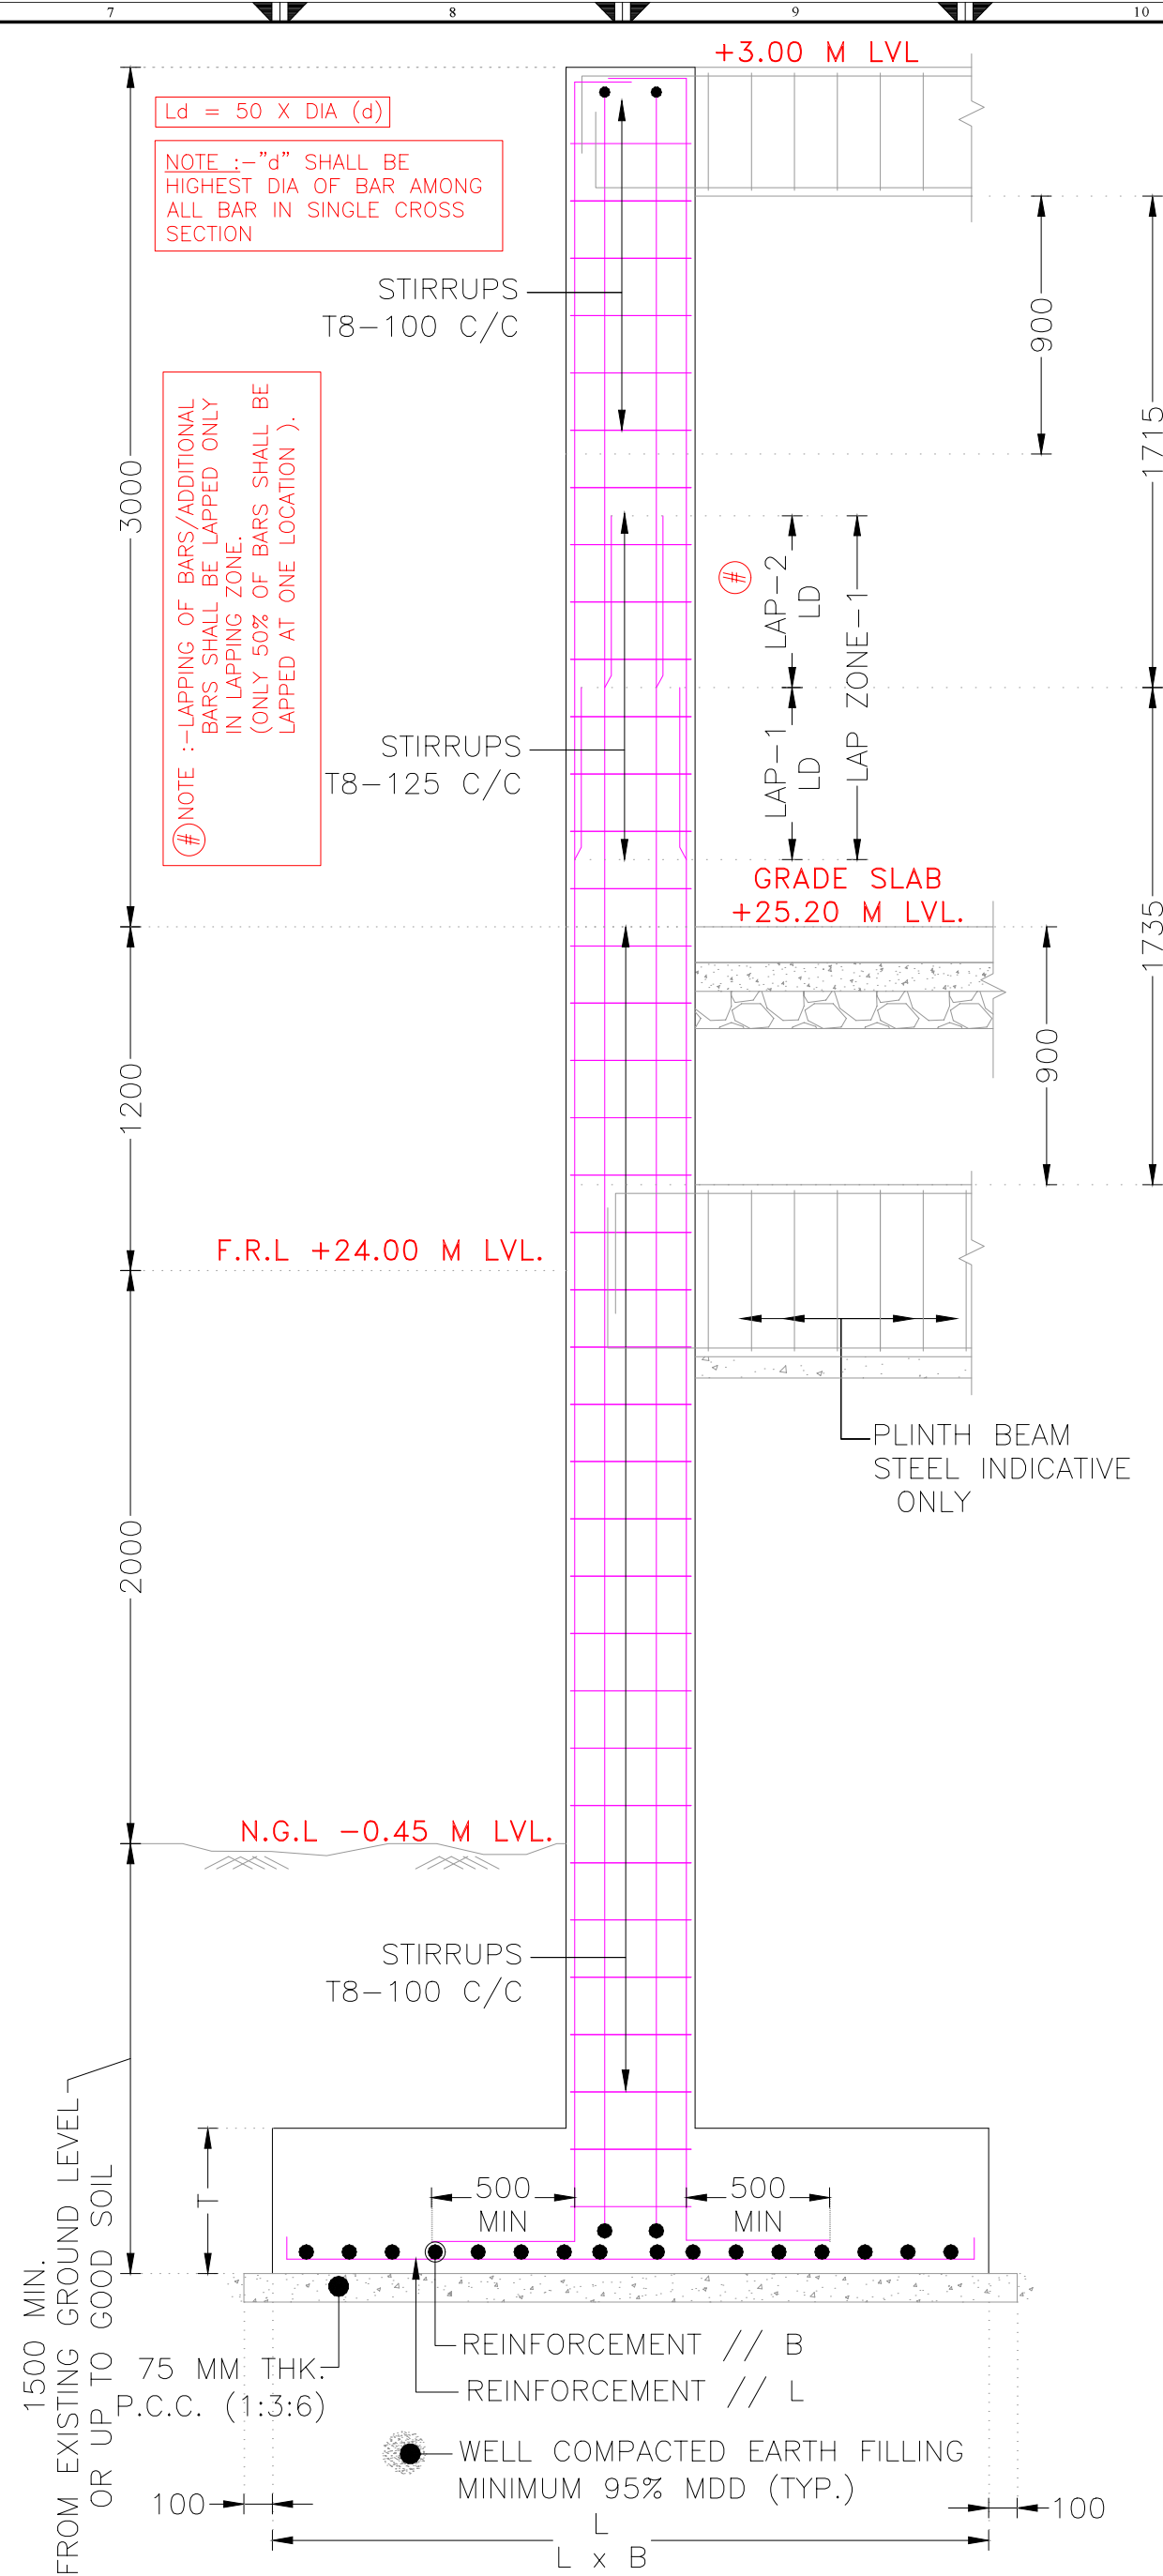 7
8
9
10
+3.00 M LVL
Ld = 50 X DIA (d)
NOTE :-"d" SHALL BE
HIGHEST DIA OF BAR AMONG
ALL BAR IN SINGLE CROSS
SECTION
STIRRUPS
T8-100 C/C
900
1715
3000
# NOTE :-LAPPING OF BARS/ADDITIONAL
BARS SHALL BE LAPPED ONLY
IN LAPPING ZONE.
(ONLY 50% OF BARS SHALL BE
LAPPED AT ONE LOCATION ).
#
LAP-2
LD
LAP ZONE-1
LAP-1
LD
STIRRUPS
T8-125 C/C
GRADE SLAB
+25.20 M LVL.
1735
900
1200
F.R.L +24.00 M LVL.
PLINTH BEAM
STEEL INDICATIVE
ONLY
2000
N.G.L -0.45 M LVL.
STIRRUPS
T8-100 C/C
1500 MIN.
FROM EXISTING GROUND LEVEL
OR UP TO GOOD SOIL
T
500
MIN
500
MIN
REINFORCEMENT // B
75 MM THK.
P.C.C. (1:3:6)
REINFORCEMENT // L
WELL COMPACTED EARTH FILLING
MINIMUM 95% MDD (TYP.)
100
100
L
L x B